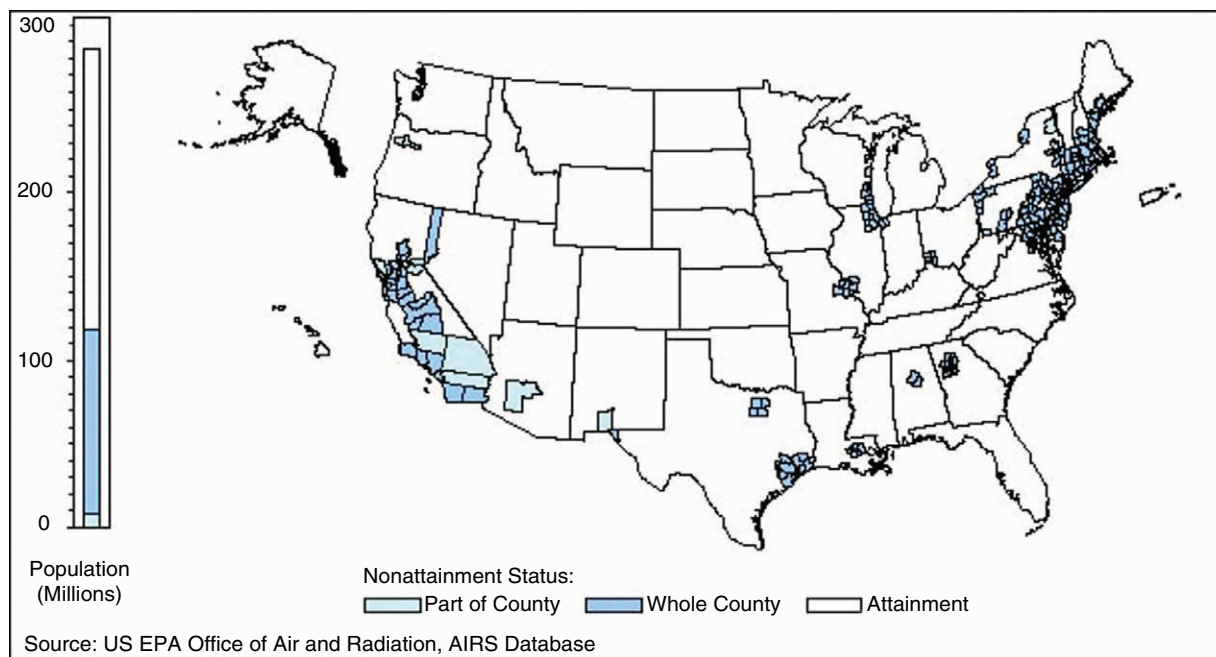 300
200
100
0
Population
(Millions)
Nonattainment Status:
Part of County
Whole County
Attainment
Source: US EPA Office of Air and Radiation, AIRS Database